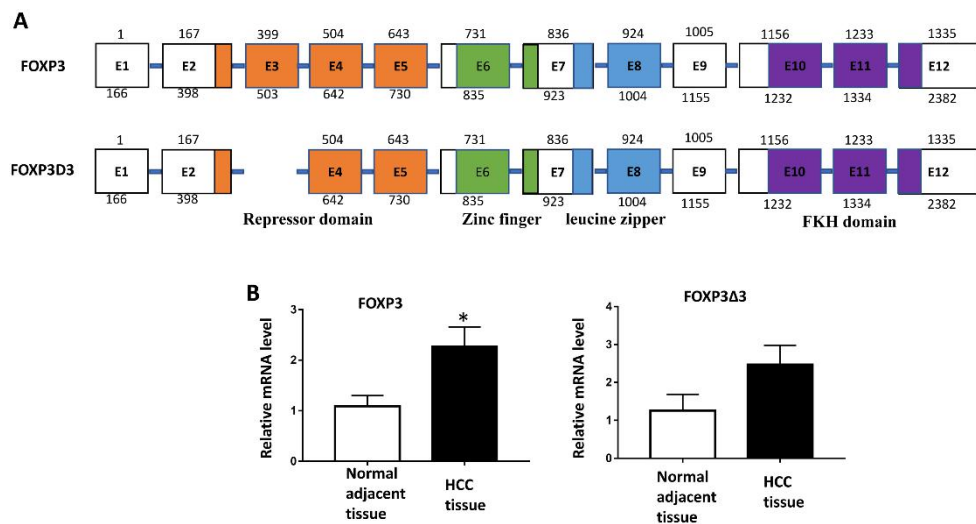 A
1 167 399 504 643 731 836 924 1005 1156 1233 1335
FOXP3 E1 E2 E3 E4 E5 E6 E7 E8 E9 E10 E11 E12
166 398 503 642 730 835 923 1004 1155 1232 1334 2382
1 167 504 643 731 836 924 1005 1156 1233 1335
FOXP3D3 E1 E2 E4 E5 E6 E7 E8 E9 E10 E11 E12
166 398 642 730 835 923 1004 1155 1232 1334 2382
Repressor domain Zinc finger leucine zipper FKH domain
B
FOXP3
Relative mRNA level
3
2
1
0
*
Normal adjacent tissue
HCC tissue
FOXP3Δ3
Relative mRNA level
4
3
2
1
0
Normal adjacent tissue
HCC tissue